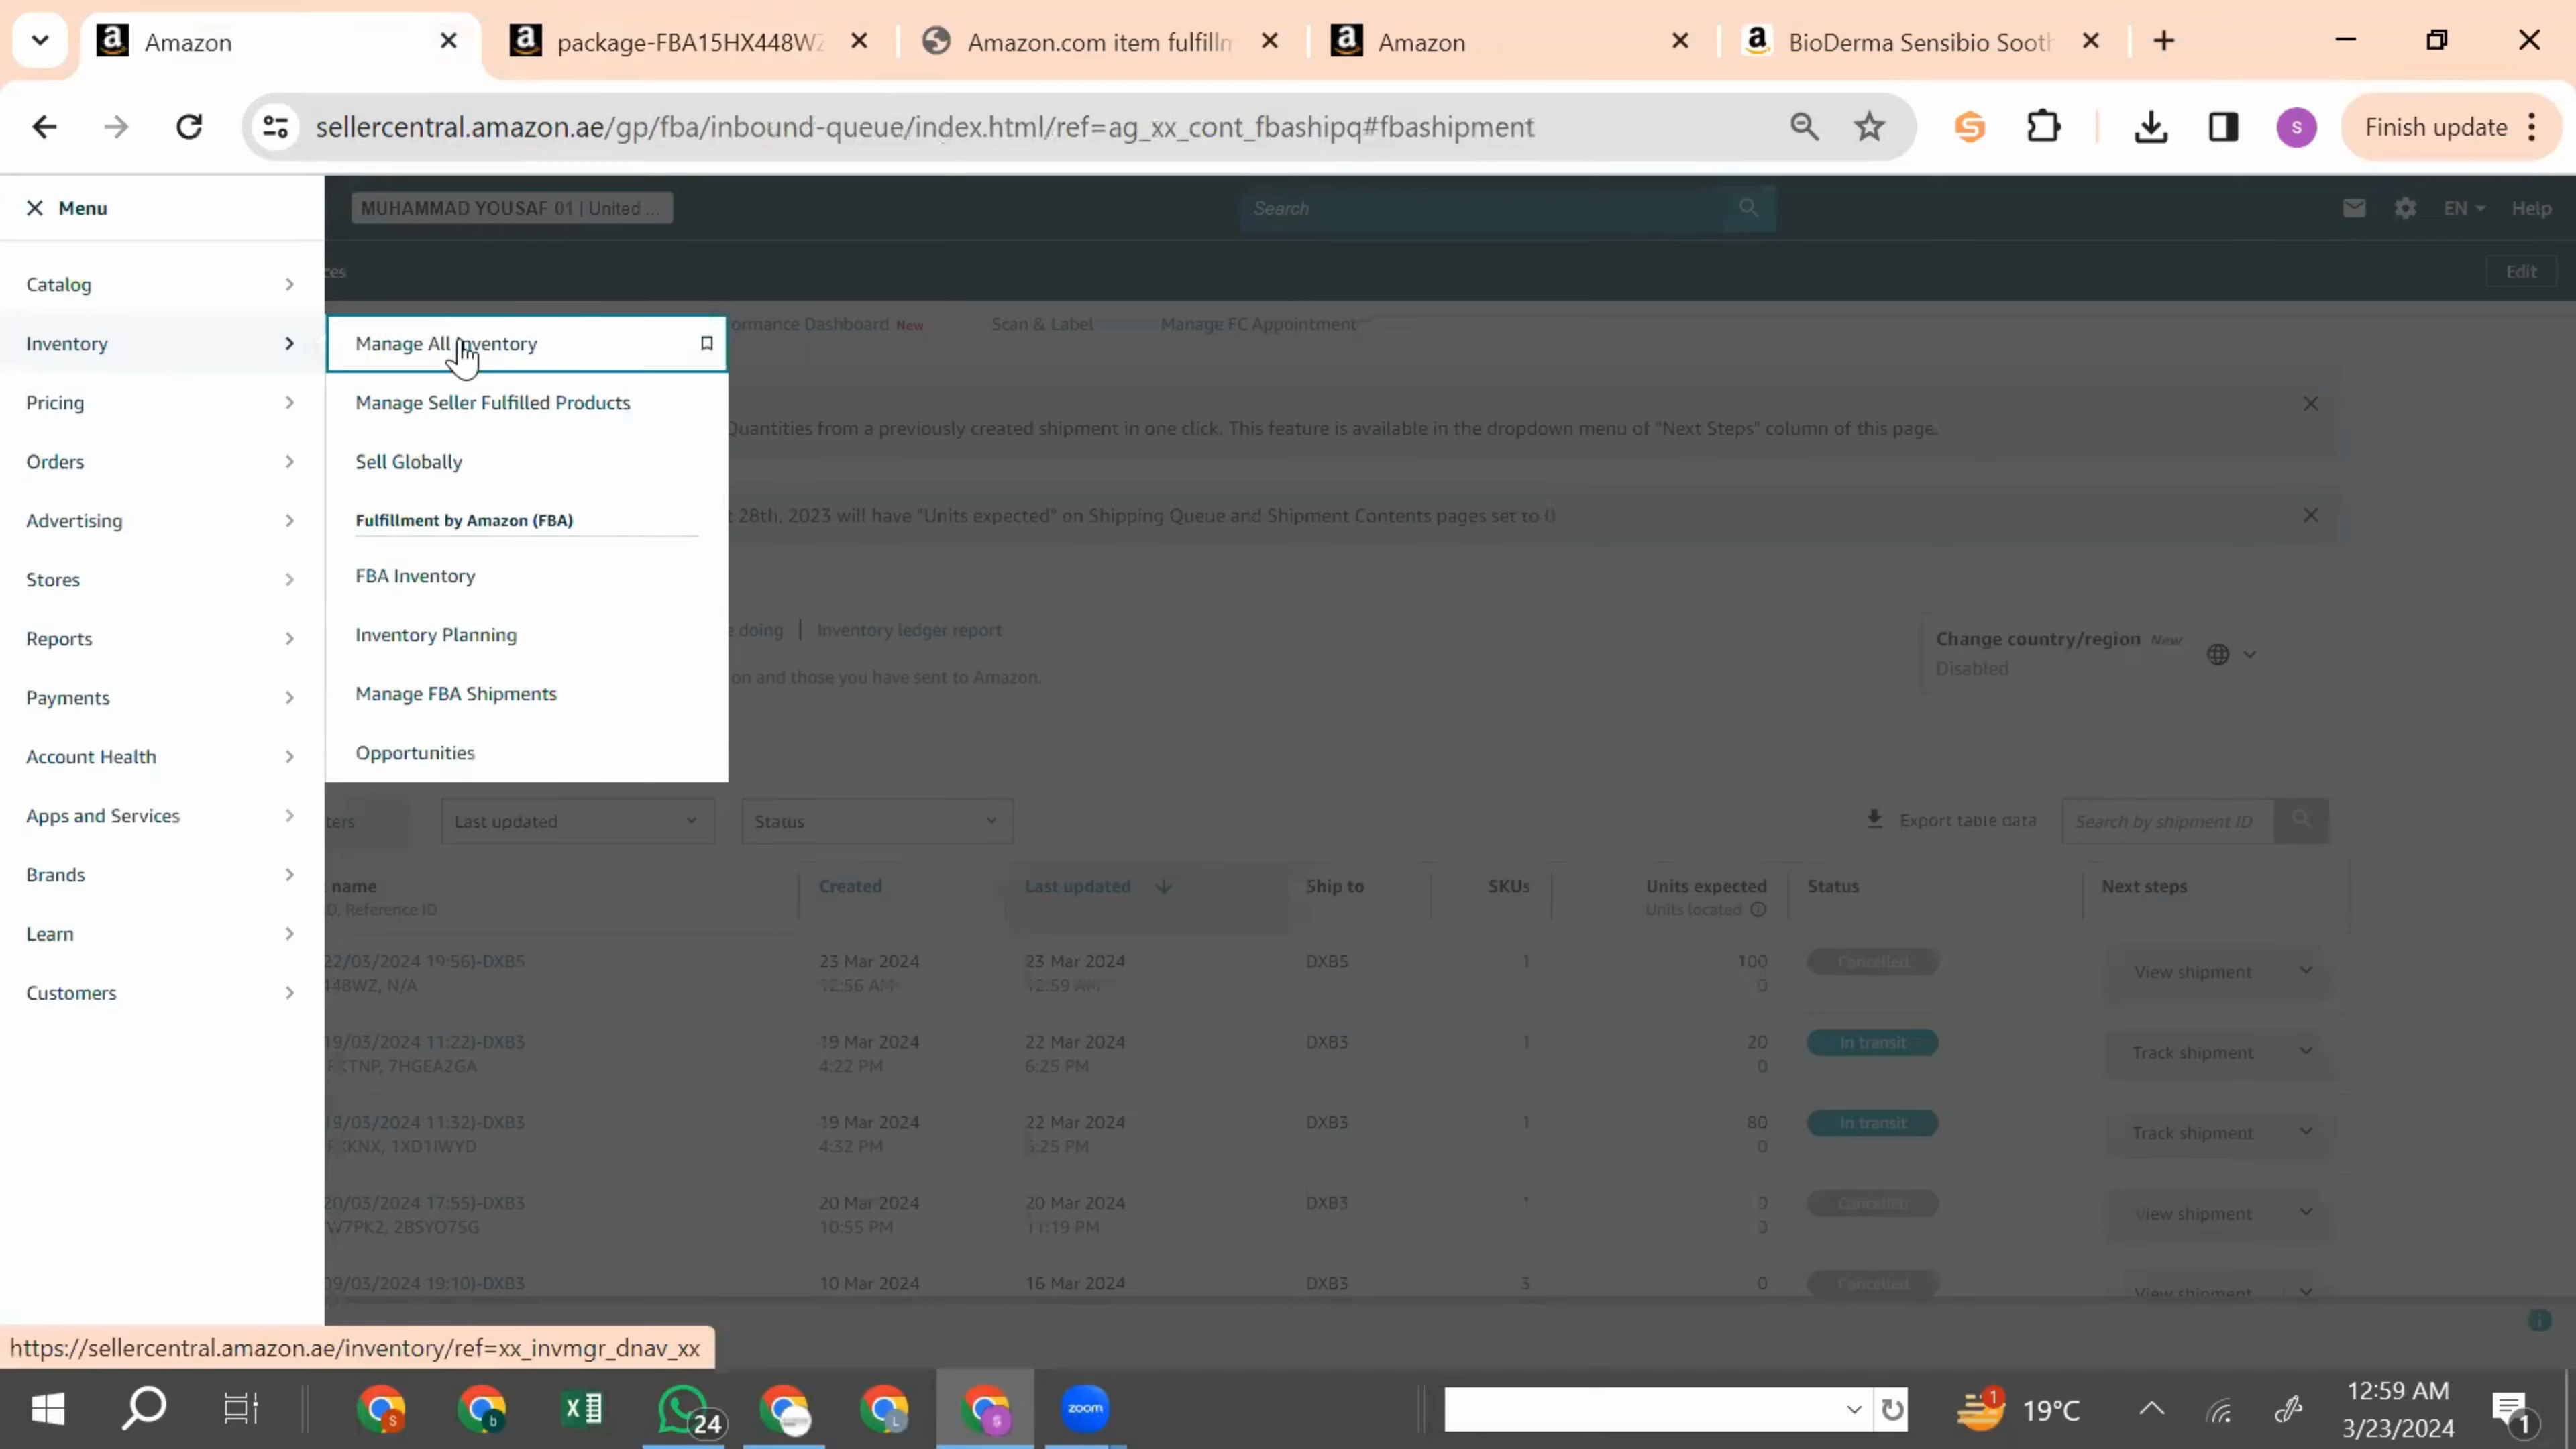 Amazon
package-FBA15HX448WZ
Amazon.com item fulfillm
Amazon
BioDerma Sensibio Sooth
sellercentral.amazon.ae/gp/fba/inbound-queue/index.html/ref=ag_xx_cont_fbashipq#fbashipment
S
Finish update
Menu
MUHAMMAD YOUSAF 01 | United ...
Search
EN
Help
Catalog
ces
Edit
Inventory
Manage All Inventory
ormance Dashboard New
Scan & Label
Manage FC Appointment
Pricing
Manage Seller Fulfilled Products
Quantities from a previously created shipment in one click. This feature is available in the dropdown menu of "Next Steps" column of this page.
Orders
Sell Globally
Advertising
Fulfillment by Amazon (FBA)
t 28th, 2023 will have "Units expected" on Shipping Queue and Shipment Contents pages set to 0
Stores
FBA Inventory
Reports
Inventory Planning
e doing | Inventory ledger report
Change country/region New
Disabled
Payments
Manage FBA Shipments
on and those you have sent to Amazon.
Account Health
Opportunities
Apps and Services
ters
Last updated
Status
Export table data
Search by shipment ID
Brands
name
D, Reference ID
Created
Last updated
Ship to
SKUs
Units expected
Units located
Status
Next steps
Learn
22/03/2024 19:56)-DXB5
448WZ, N/A
23 Mar 2024
12:56 AM
23 Mar 2024
12:59 AM
DXB5
1
100
0
Cancelled
View shipment
Customers
19/03/2024 11:22)-DXB3
KTNP, 7HGEA2GA
19 Mar 2024
4:22 PM
22 Mar 2024
6:25 PM
DXB3
1
20
0
In transit
Track shipment
19/03/2024 11:32)-DXB3
KKNX, 1XD1IWYD
19 Mar 2024
4:32 PM
22 Mar 2024
6:25 PM
DXB3
1
80
0
In transit
Track shipment
20/03/2024 17:55)-DXB3
W7PK2, 2BSYO7SG
20 Mar 2024
10:55 PM
20 Mar 2024
11:19 PM
DXB3
1
0
0
Cancelled
View shipment
09/03/2024 19:10)-DXB3
10 Mar 2024
16 Mar 2024
DXB3
3
0
Cancelled
View shipment
https://sellercentral.amazon.ae/inventory/ref=xx_invmgr_dnav_xx
24
zoom
1
19°C
12:59 AM
3/23/2024
1